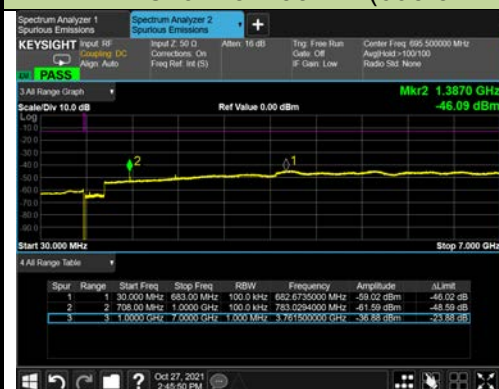 Spectrum Analyzer 1
Spurious Emissions
Spectrum Analyzer 2
Spurious Emissions
+
KEYSIGHT
Input: RF
Coupling: DC
Align: Auto
Input Z: 50 Ω
Corrections: On
Freq Ref: Int (S)
Atten: 16 dB
Trig: Free Run
Gate: Off
IF Gain: Low
Center Freq: 695.500000 MHz
Avg|Hold:>100/100
Radio Std: None
PASS
3 All Range Graph
Mkr2 1.3870 GHz
Scale/Div 10.0 dB
Ref Value 0.00 dBm
-46.09 dBm
Log
-10.0
-20.0
-30.0
-40.0
-50.0
-60.0
-70.0
-80.0
-90.0
2
1
Start 30.000 MHz
Stop 7.000 GHz
4 All Range Table
Spur Range Start Freq Stop Freq RBW Frequency Amplitude ΔLimit
1 1 30.000 MHz 683.00 MHz 100.0 kHz 682.6735000 MHz -59.02 dBm -46.02 dB
2 2 708.00 MHz 1.0000 GHz 100.0 kHz 783.0294000 MHz -61.59 dBm -48.59 dB
3 3 1.0000 GHz 7.0000 GHz 1.000 MHz 3.761500000 GHz -36.88 dBm -23.88 dB
?
Oct 27, 2021
2:45:50 PM